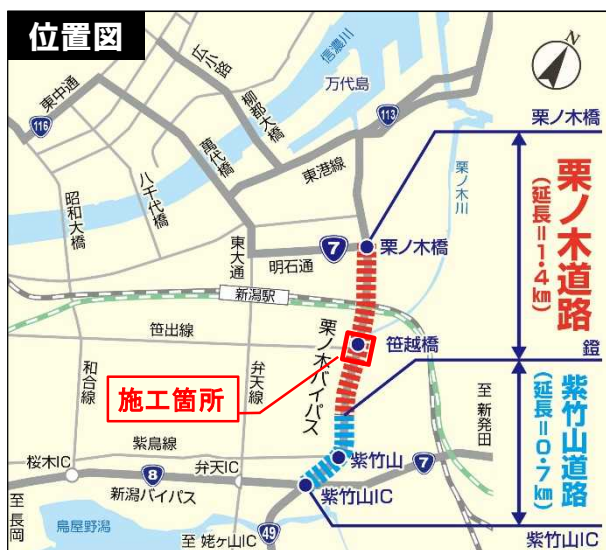 位置図
N
広小路
信濃川
東中通
柳都大橋
万代島
116
113
栗ノ木橋
萬代橋
東港線
栗ノ木川
八千代橋
昭和大橋
栗ノ木道路
(延長=1.4km)
東大通
7
栗ノ木橋
明石通
新潟駅
笹出線
栗ノ木バイパス
笹越橋
鐙
和合線
弁天線
施工箇所
至 新発田
紫竹山道路
(延長=0.7km)
紫鳥線
桜木IC
8
弁天IC
紫竹山
7
新潟バイパス
紫竹山IC
至 長岡
鳥屋野潟
49
至 姥ヶ山IC
紫竹山IC